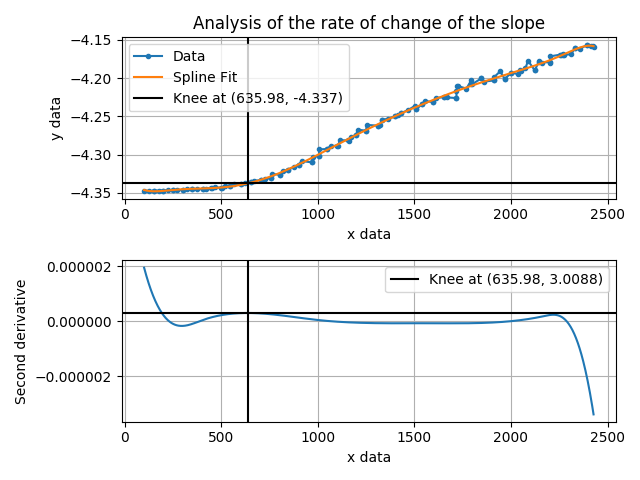 Analysis of the rate of change of the slope
−4.15
−4.20
−4.25
−4.30
−4.35
y data
Data
Spline Fit
Knee at (635.98, -4.337)
0
500
1000
1500
2000
2500
x data
0.000002
0.000000
−0.000002
Second derivative
Knee at (635.98, 3.0088)
0
500
1000
1500
2000
2500
x data